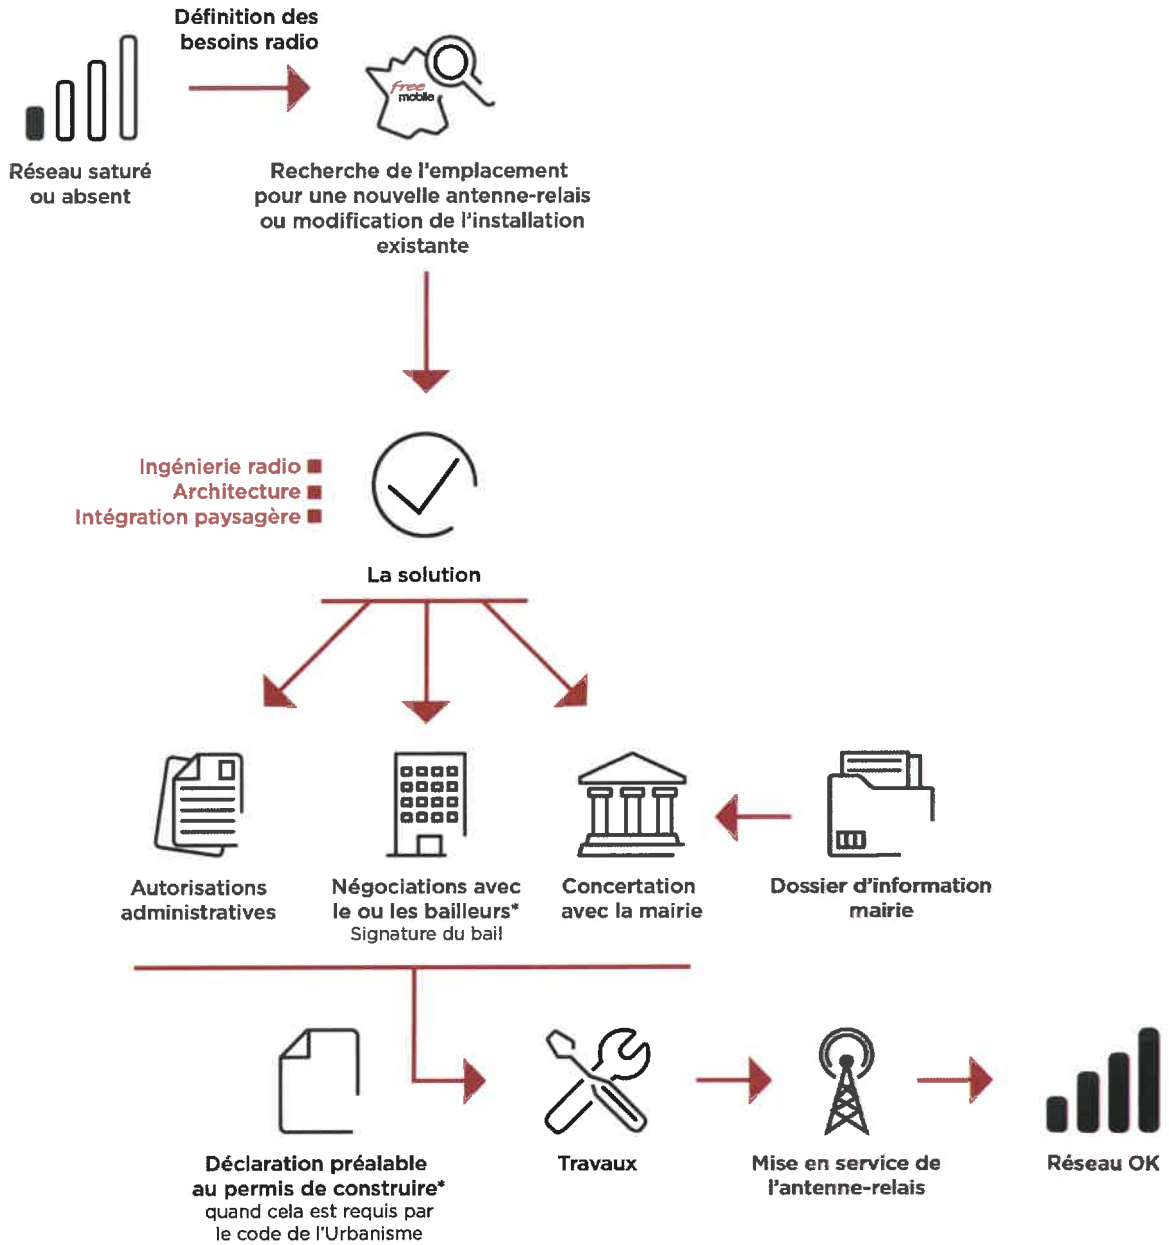 Définition des
besoins radio
free
mobile
Réseau saturé
ou absent
Recherche de l'emplacement
pour une nouvelle antenne-relais
ou modification de l'installation
existante
Ingénierie radio
Architecture
Intégration paysagère
La solution
Autorisations
administratives
Négociations avec
le ou les bailleurs*
Signature du bail
Concertation
avec la mairie
Dossier d'information
mairie
Déclaration préalable
au permis de construire*
quand cela est requis par
le code de l'Urbanisme
Travaux
Mise en service de
l'antenne-relais
Réseau OK